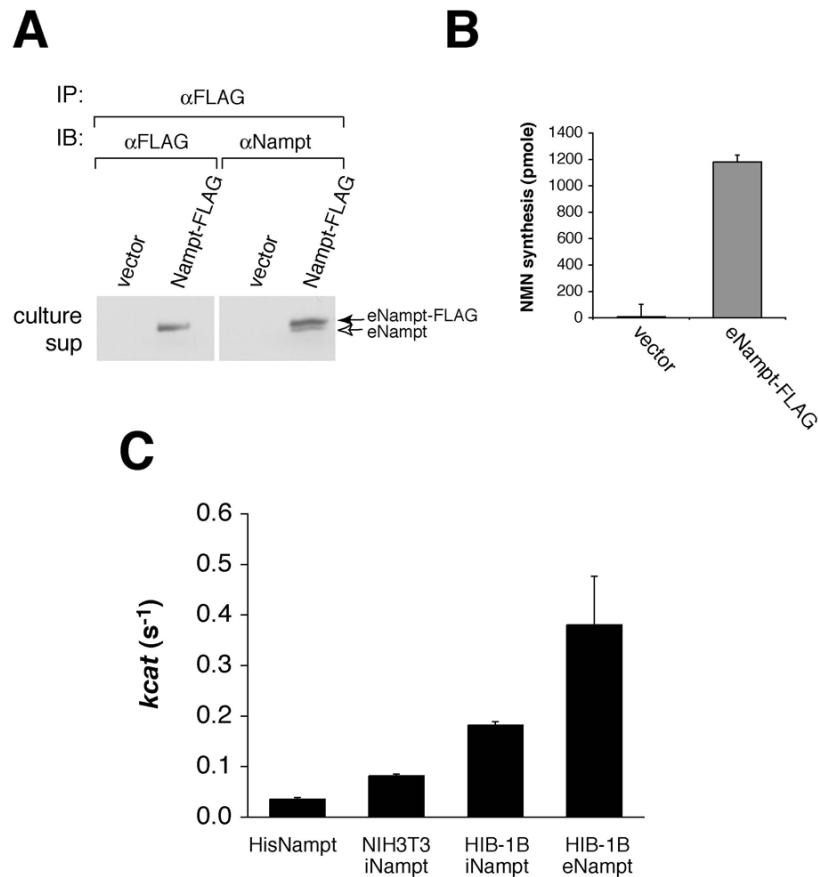 A
IP: αFLAG
IB: αFLAG αNampt
vector
Nampt-FLAG
vector
Nampt-FLAG
culture
sup
eNampt-FLAG
eNampt
B
NMN synthesis (pmole)
1400
1200
1000
800
600
400
200
0
vector
eNampt-FLAG
C
kcat (s-1)
0.6
0.5
0.4
0.3
0.2
0.1
0.0
HisNampt
NIH3T3
iNampt
HIB-1B
iNampt
HIB-1B
eNampt